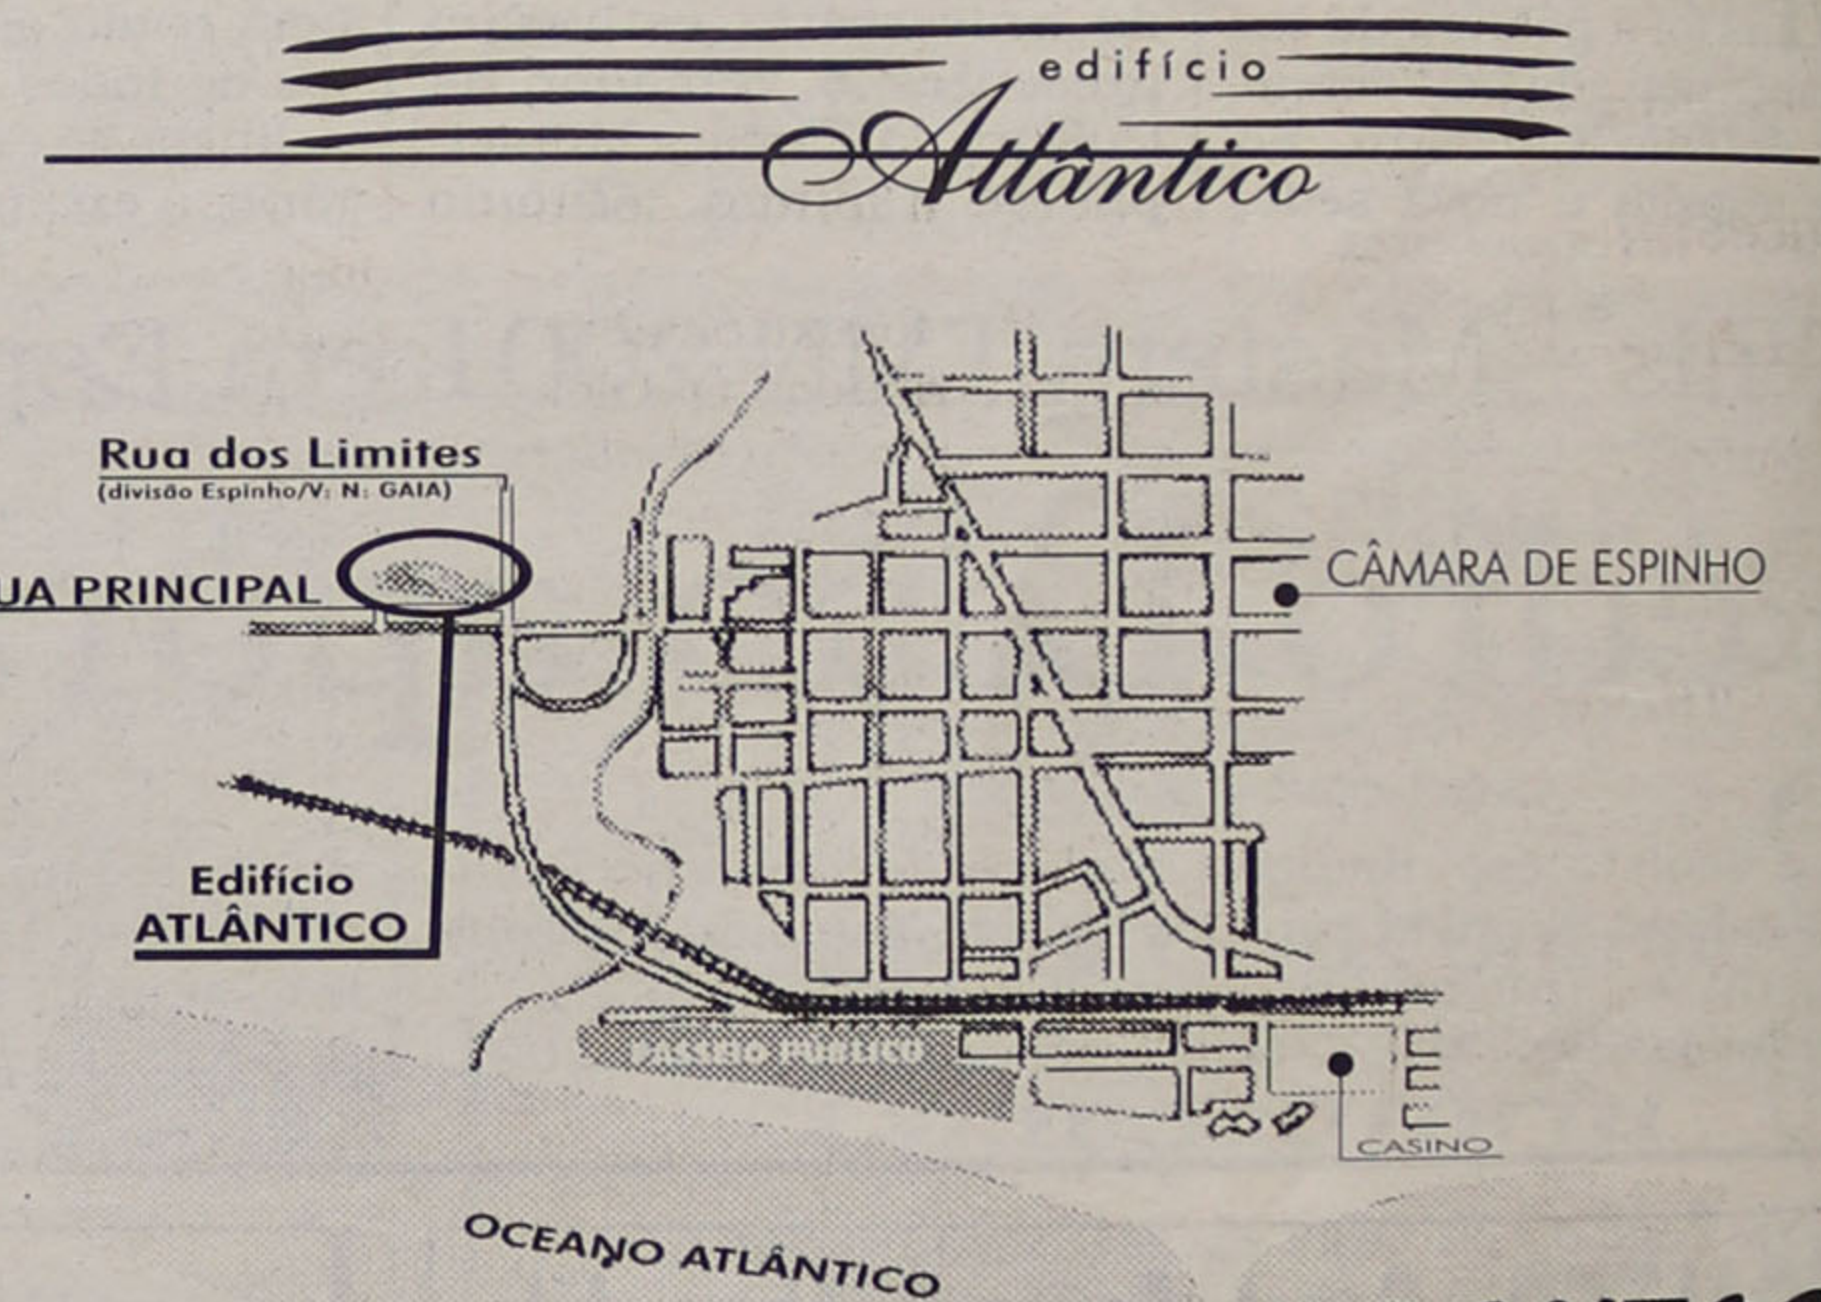 edifício
Atlântico
Rua dos Limites
(divisão Espinho/V: N: GAIA)
UA PRINCIPAL
CÂMARA DE ESPINHO
Edifício
ATLÂNTICO
PASSEIO PÚBLICO
CASINO
OCEANO ATLÂNTICO